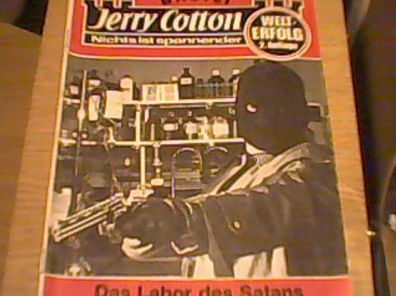 Jerry Cotton
Nichts ist spannender
WELT-
ERFOLG
2. Auflage
Das Labor des Satans